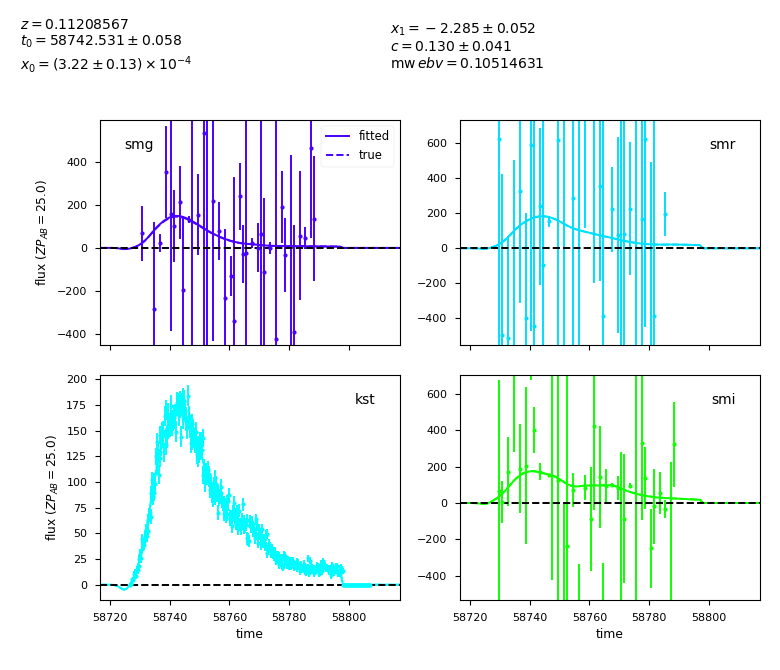 z = 0.11208567
t₀ = 58742.531 ± 0.058
x₀ = (3.22 ± 0.13) × 10⁻⁴
x₁ = −2.285 ± 0.052
c = 0.130 ± 0.041
mw ebv = 0.10514631
smg
fitted
true
400
200
0
−200
−400
flux (ZP_AB = 25.0)
smr
600
400
200
0
−200
−400
kst
200
175
150
125
100
75
50
25
0
flux (ZP_AB = 25.0)
58720 58740 58760 58780 58800
time
smi
600
400
200
0
−200
−400
58720 58740 58760 58780 58800
time